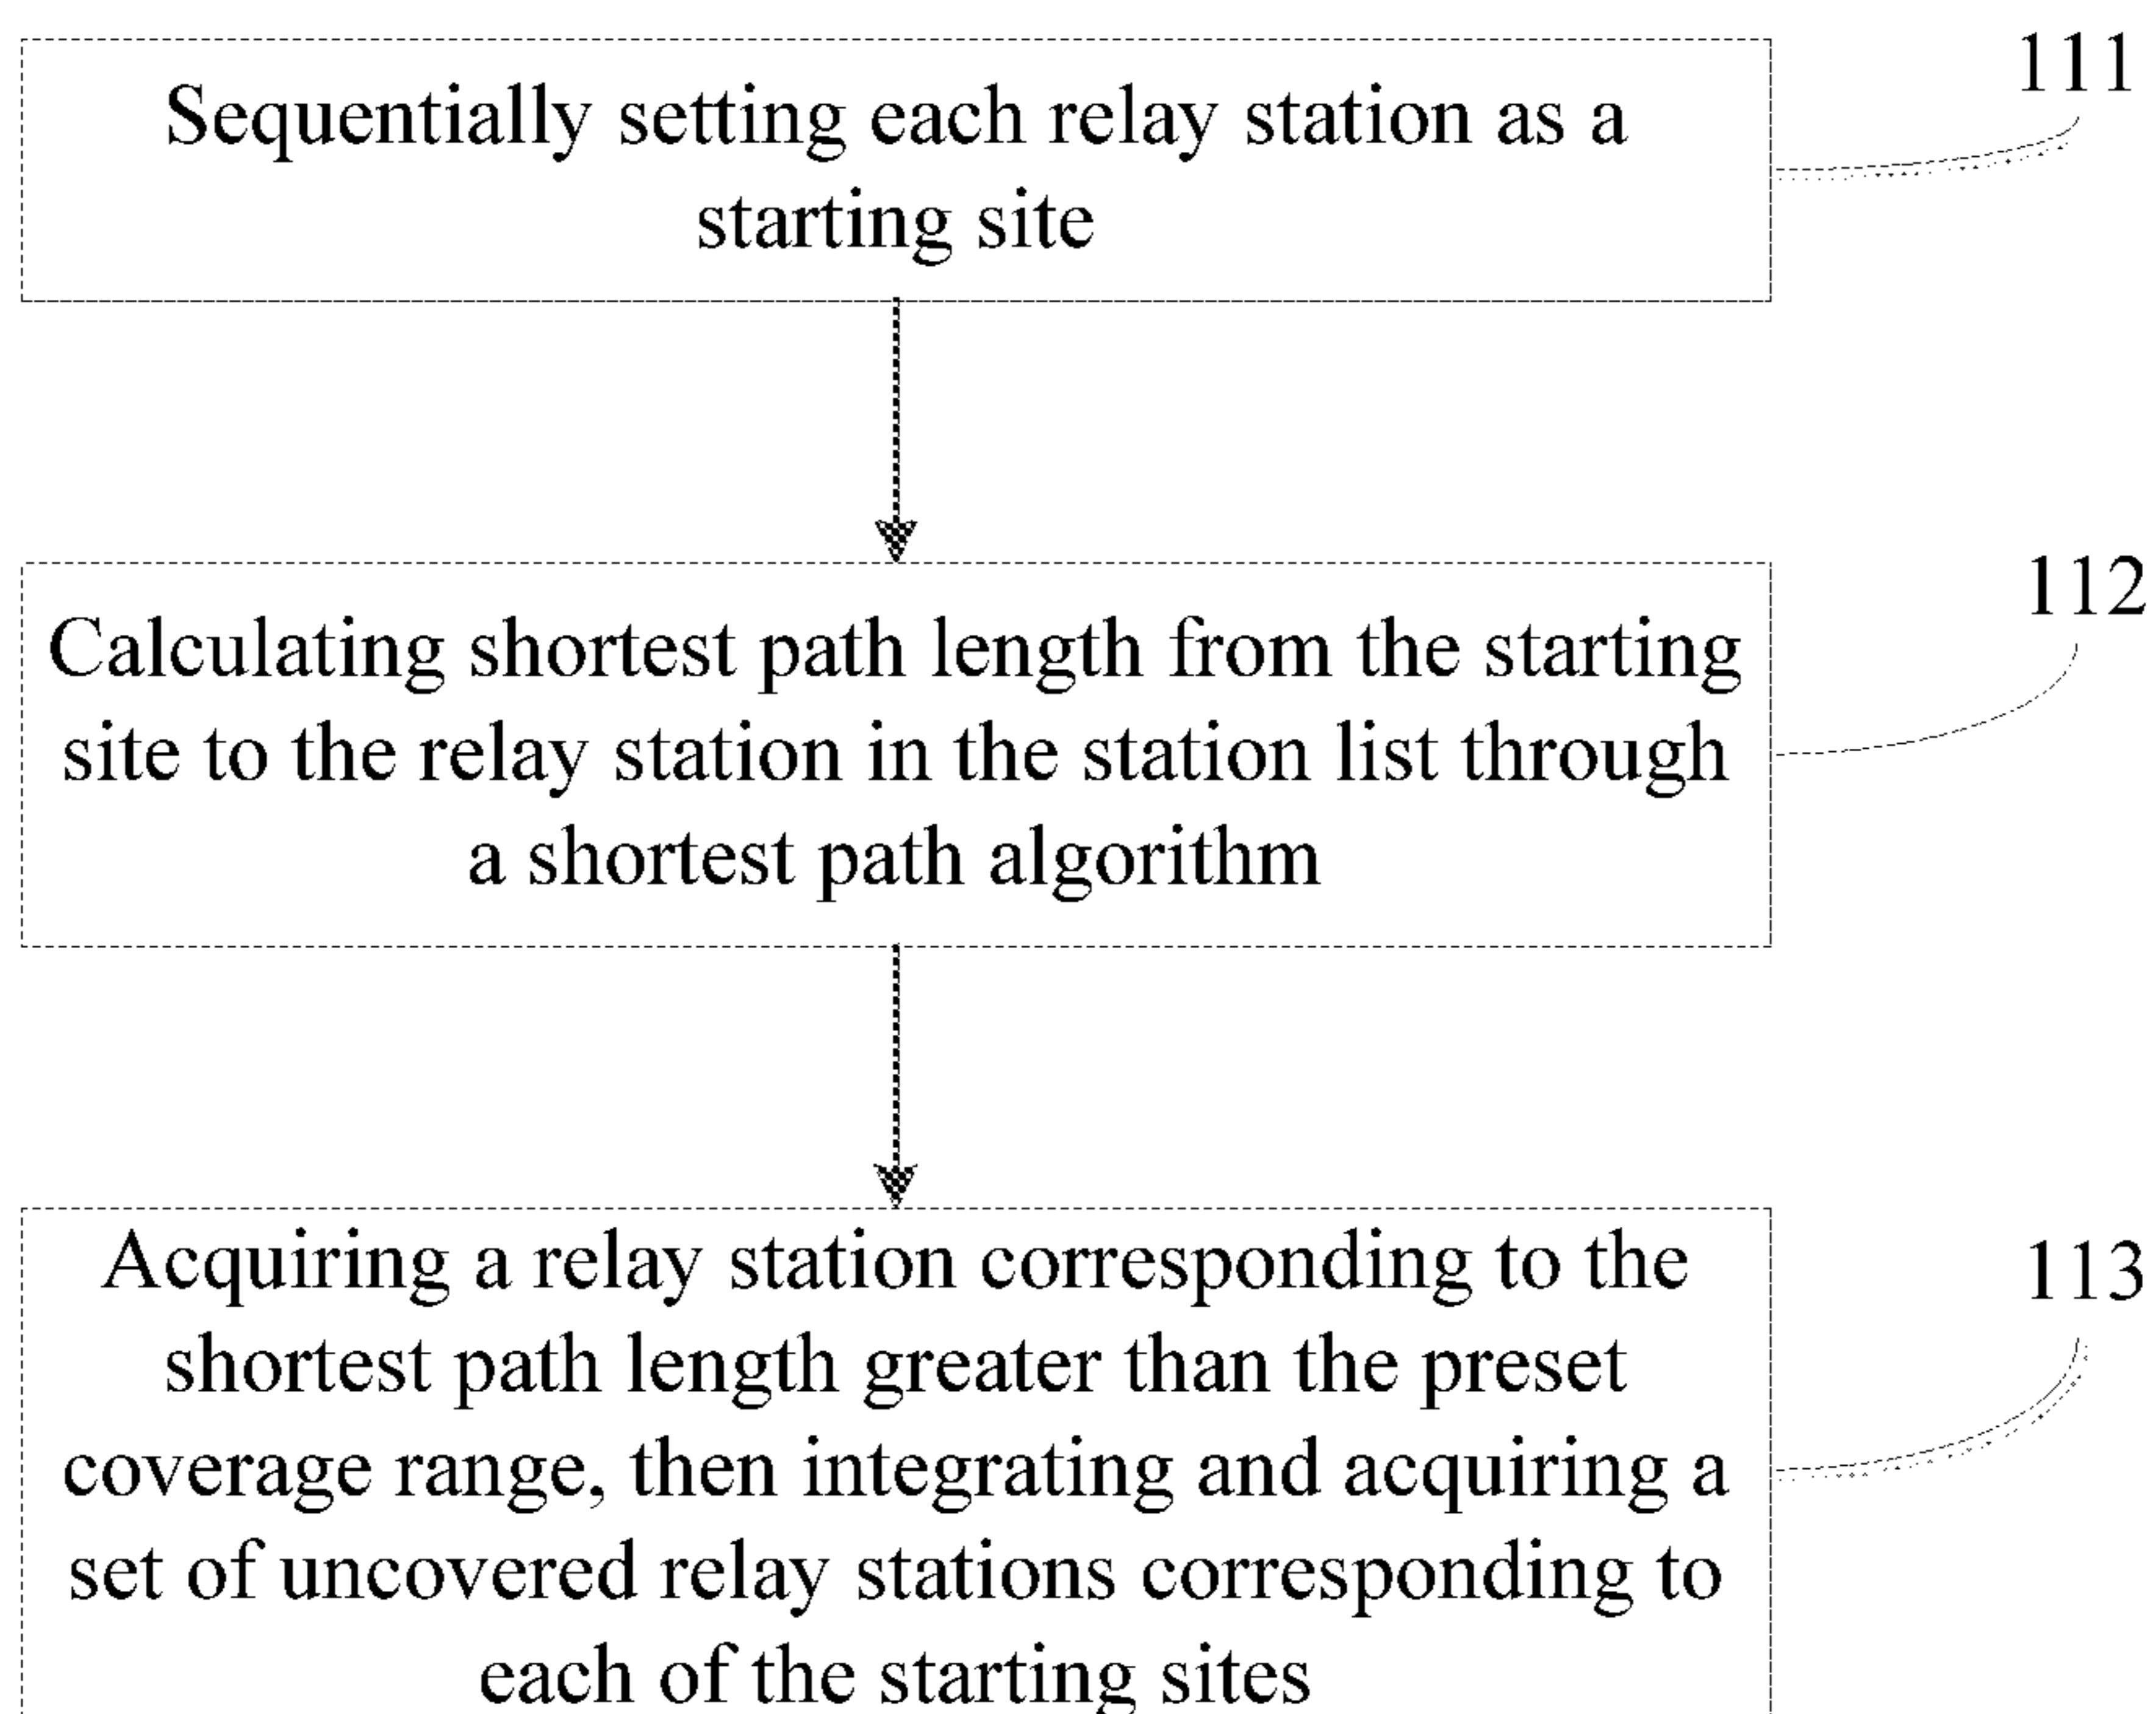 Sequentially setting each relay station as a
starting site
111
Calculating shortest path length from the starting
site to the relay station in the station list through
a shortest path algorithm
112
Acquiring a relay station corresponding to the
shortest path length greater than the preset
coverage range, then integrating and acquiring a
set of uncovered relay stations corresponding to
each of the starting sites
113